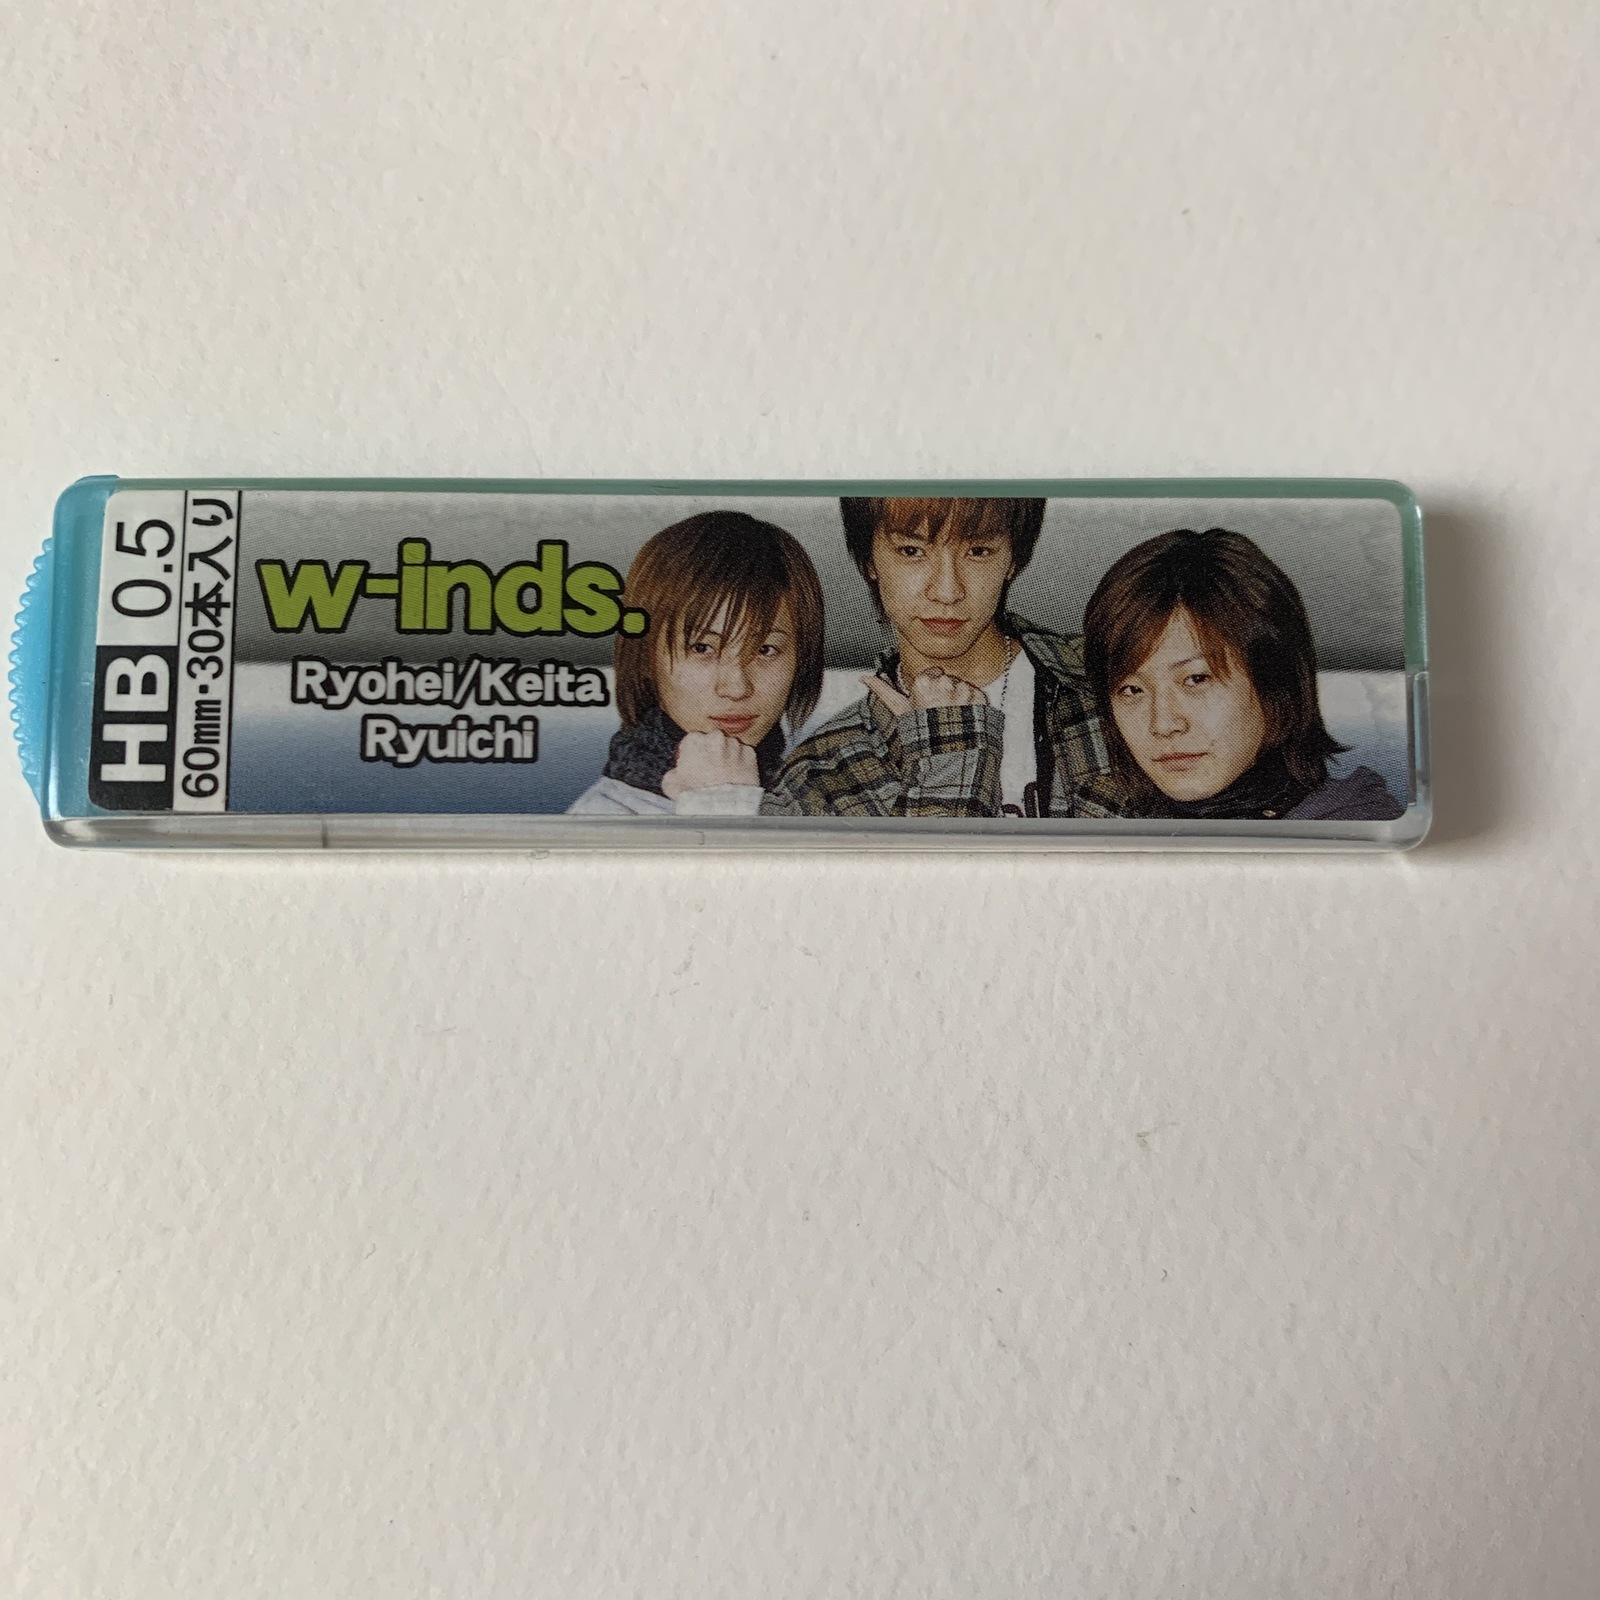 HB 0.5
60mm・30本入り
w-inds.
Ryohei/Keita
Ryuichi